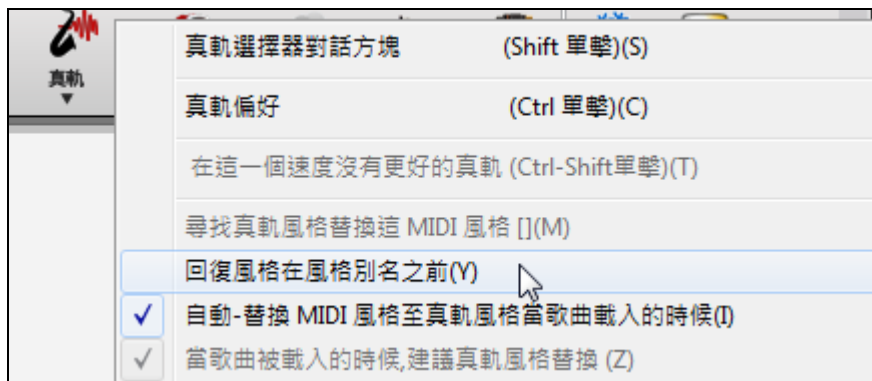 真軌
真軌選擇器對話方塊 (Shift 單擊)(S)
真軌偏好 (Ctrl 單擊)(C)
在這一個速度沒有更好的真軌 (Ctrl-Shift單擊)(T)
尋找真軌風格替換這 MIDI 風格 [](M)
回復風格在風格別名之前(Y)
自動-替換 MIDI 風格至真軌風格當歌曲載入的時候(I)
當歌曲被載入的時候,建議真軌風格替換 (Z)